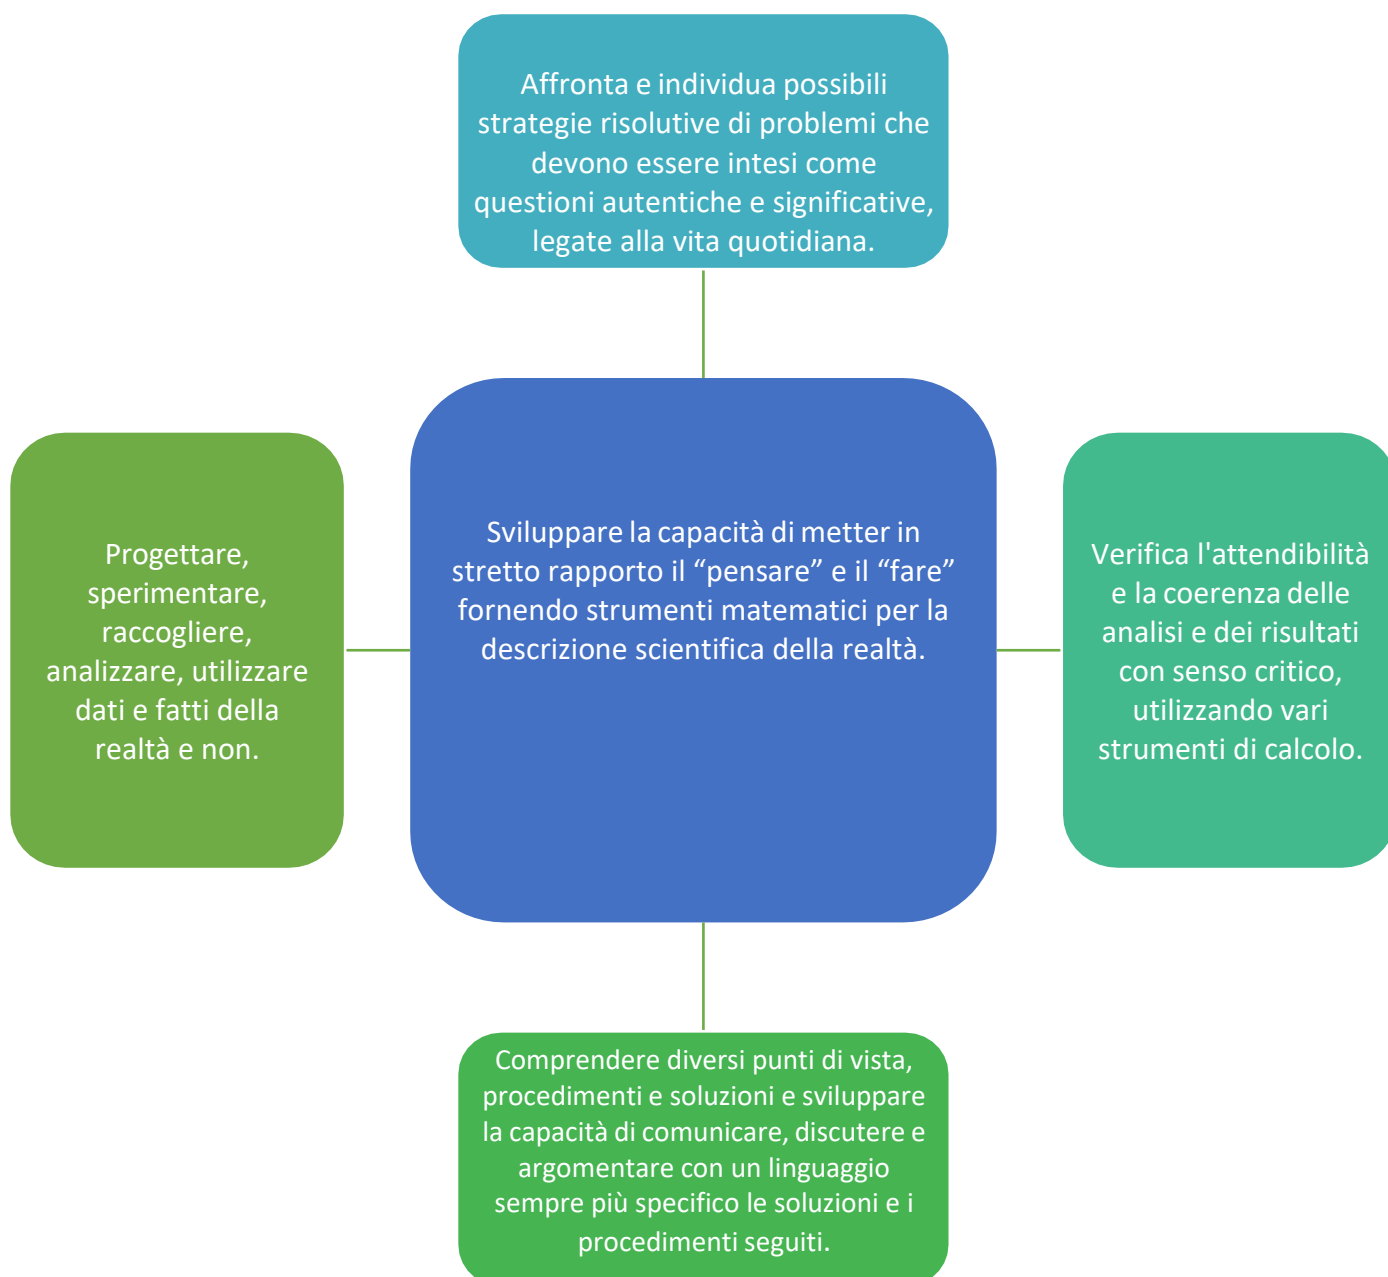 Affronta e individua possibili
strategie risolutive di problemi che
devono essere intesi come
questioni autentiche e significative,
legate alla vita quotidiana.
Progettare,
sperimentare,
raccogliere,
analizzare, utilizzare
dati e fatti della
realtà e non.
Sviluppare la capacità di metter in
stretto rapporto il “pensare” e il “fare”
fornendo strumenti matematici per la
descrizione scientifica della realtà.
Verifica l'attendibilità
e la coerenza delle
analisi e dei risultati
con senso critico,
utilizzando vari
strumenti di calcolo.
Comprendere diversi punti di vista,
procedimenti e soluzioni e sviluppare
la capacità di comunicare, discutere e
argomentare con un linguaggio
sempre più specifico le soluzioni e i
procedimenti seguiti.